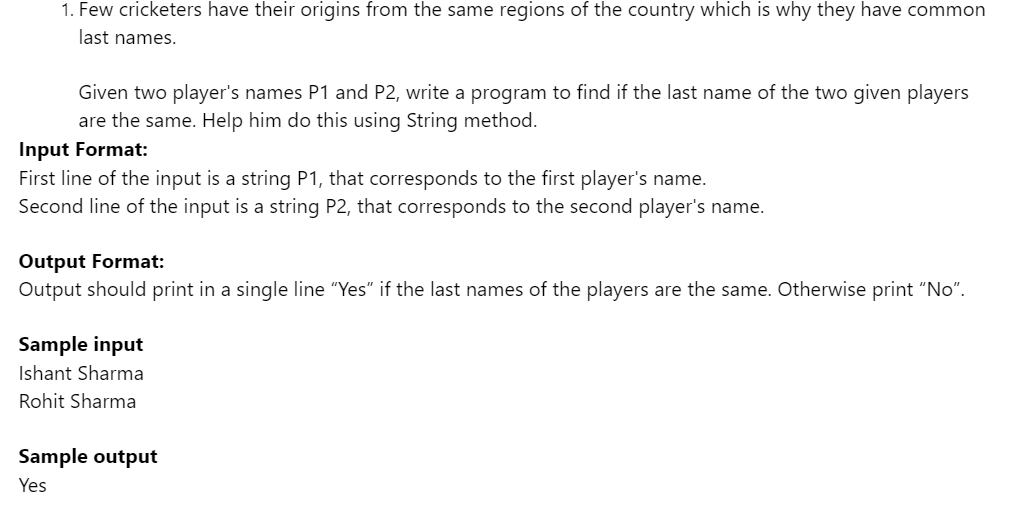 1. Few cricketers have their origins from the same regions of the country which is why they have common
last names.
Given two player's names P1 and P2, write a program to find if the last name of the two given players
are the same. Help him do this using String method.
Input Format:
First line of the input is a string P1, that corresponds to the first player's name.
Second line of the input is a string P2, that corresponds to the second player's name.
Output Format:
Output should print in a single line “Yes” if the last names of the players are the same. Otherwise print “No”.
Sample input
Ishant Sharma
Rohit Sharma
Sample output
Yes